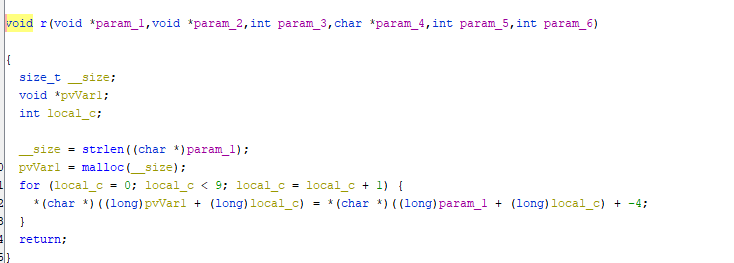 void r(void *param_1,void *param_2,int param_3,char *param_4,int param_5,int param_6)
{
size_t __size;
void *pvVar1;
int local_c;
__size = strlen((char *)param_1);
pvVar1 = malloc(__size);
for (local_c = 0; local_c < 9; local_c = local_c + 1) {
*(char *)((long)pvVar1 + (long)local_c) = *(char *)((long)param_1 + (long)local_c) + -4;
}
return;
}